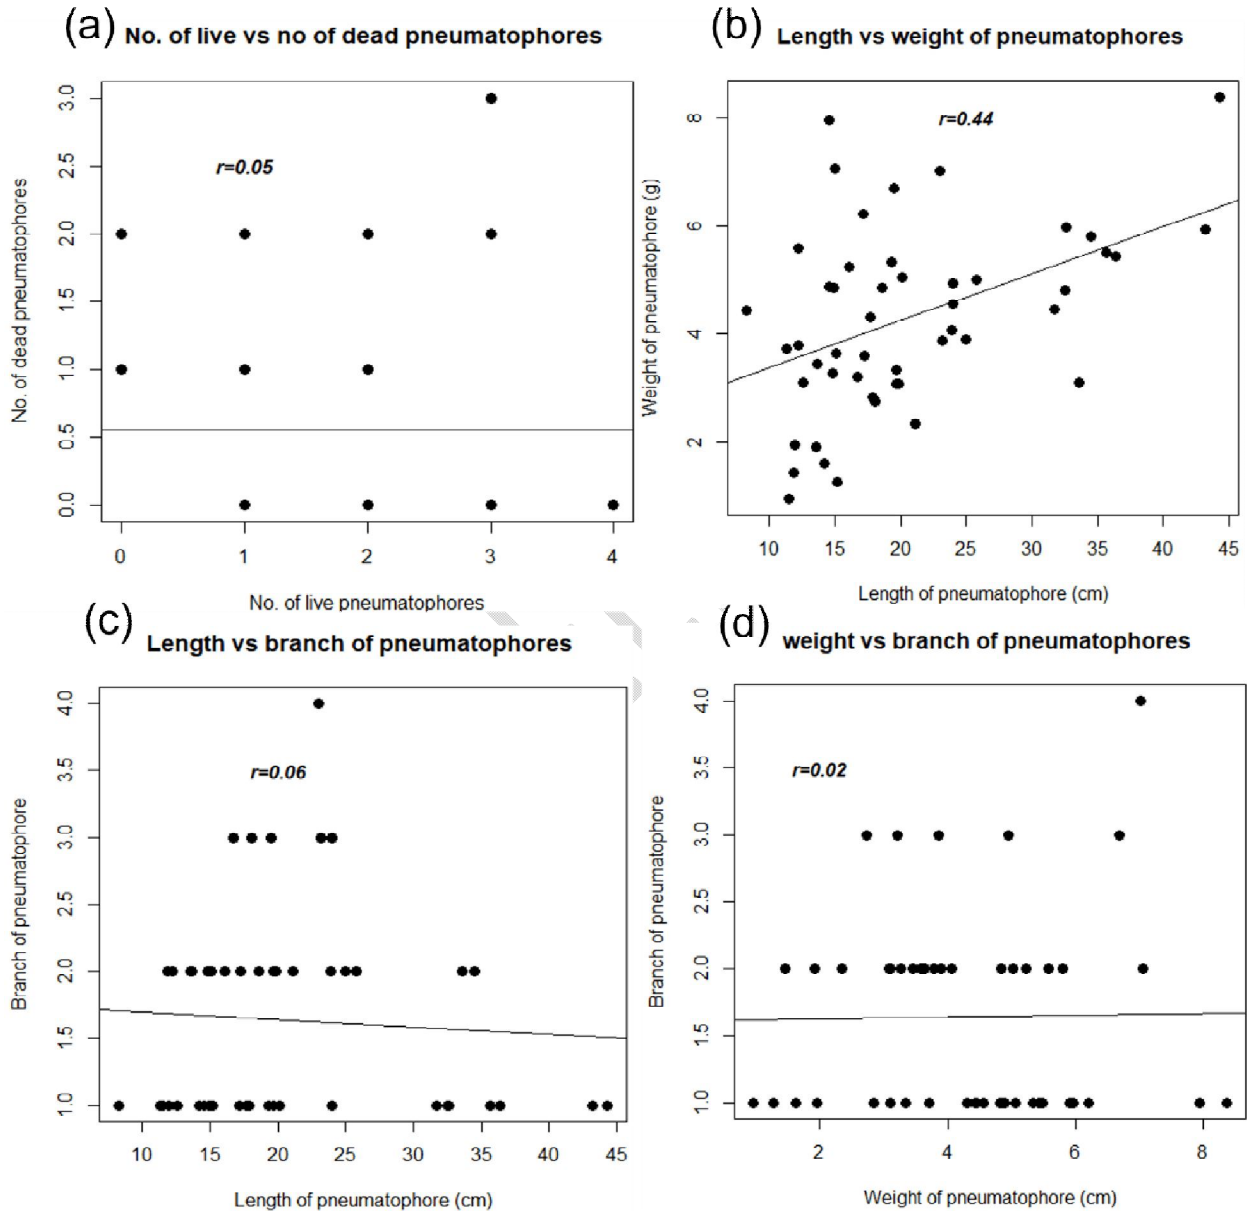 (a) No. of live vs no of dead pneumatophores
No. of dead pneumatophores
3.0
2.5
2.0
1.5
1.0
0.5
0.0
r=0.05
0 1 2 3 4
No. of live pneumatophores
(b) Length vs weight of pneumatophores
Weight of pneumatophore (g)
8
6
4
2
r=0.44
10 15 20 25 30 35 40 45
Length of pneumatophore (cm)
(c) Length vs branch of pneumatophores
Branch of pneumatophore
4.0
3.5
3.0
2.5
2.0
1.5
1.0
r=0.06
10 15 20 25 30 35 40 45
Length of pneumatophore (cm)
(d) weight vs branch of pneumatophores
Branch of pneumatophore
4.0
3.5
3.0
2.5
2.0
1.5
1.0
r=0.02
2 4 6 8
Weight of pneumatophore (cm)